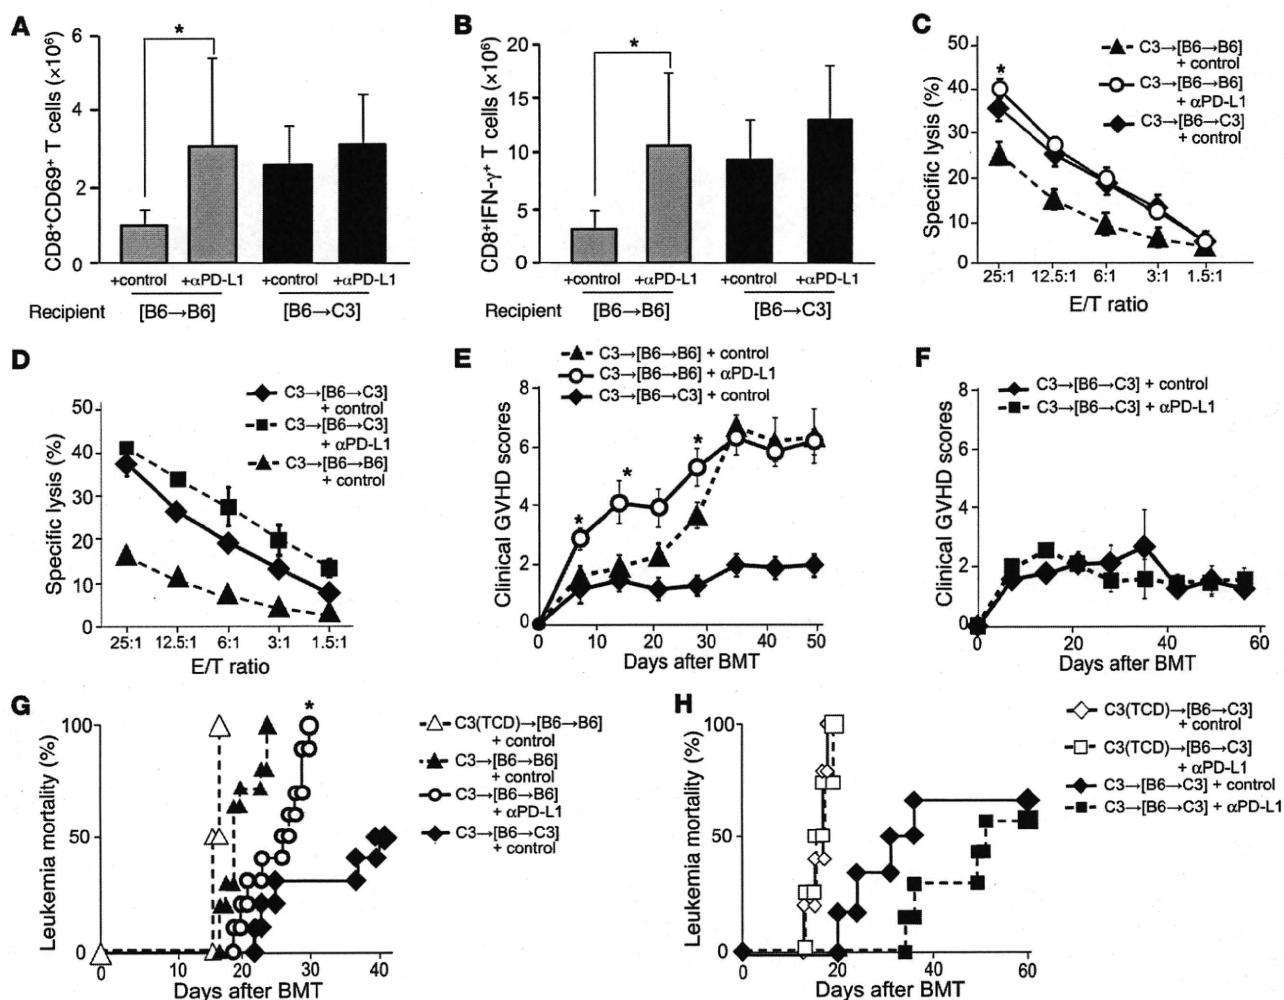 A
CD8⁺CD69⁺ T cells (×10⁶)
6
4
2
0
*
+control +αPD-L1 +control +αPD-L1
Recipient [B6→B6] [B6→C3]
B
CD8⁺IFN-γ⁺ T cells (×10⁶)
20
15
10
5
0
*
+control +αPD-L1 +control +αPD-L1
Recipient [B6→B6] [B6→C3]
C
Specific lysis (%)
50
40
30
20
10
0
*
C3→[B6→B6]
+ control
C3→[B6→B6]
+ αPD-L1
C3→[B6→C3]
+ control
25:1 12.5:1 6:1 3:1 1.5:1
E/T ratio
D
Specific lysis (%)
50
40
30
20
10
0
C3→[B6→C3]
+ control
C3→[B6→C3]
+ αPD-L1
C3→[B6→B6]
+ control
25:1 12.5:1 6:1 3:1 1.5:1
E/T ratio
E
C3→[B6→B6] + control
C3→[B6→B6] + αPD-L1
C3→[B6→C3] + control
Clinical GVHD scores
8
6
4
2
0
* * *
0 10 20 30 40 50
Days after BMT
F
C3→[B6→C3] + control
C3→[B6→C3] + αPD-L1
Clinical GVHD scores
8
6
4
2
0
0 20 40 60
Days after BMT
G
Leukemia mortality (%)
100
50
0
*
C3(TCD)→[B6→B6]
+ control
C3→[B6→B6]
+ control
C3→[B6→B6]
+ αPD-L1
C3→[B6→C3]
+ control
0 10 20 30 40
Days after BMT
H
Leukemia mortality (%)
100
50
0
C3(TCD)→[B6→C3]
+ control
C3(TCD)→[B6→C3]
+ αPD-L1
C3→[B6→C3] + control
C3→[B6→C3] + αPD-L1
0 20 40 60
Days after BMT